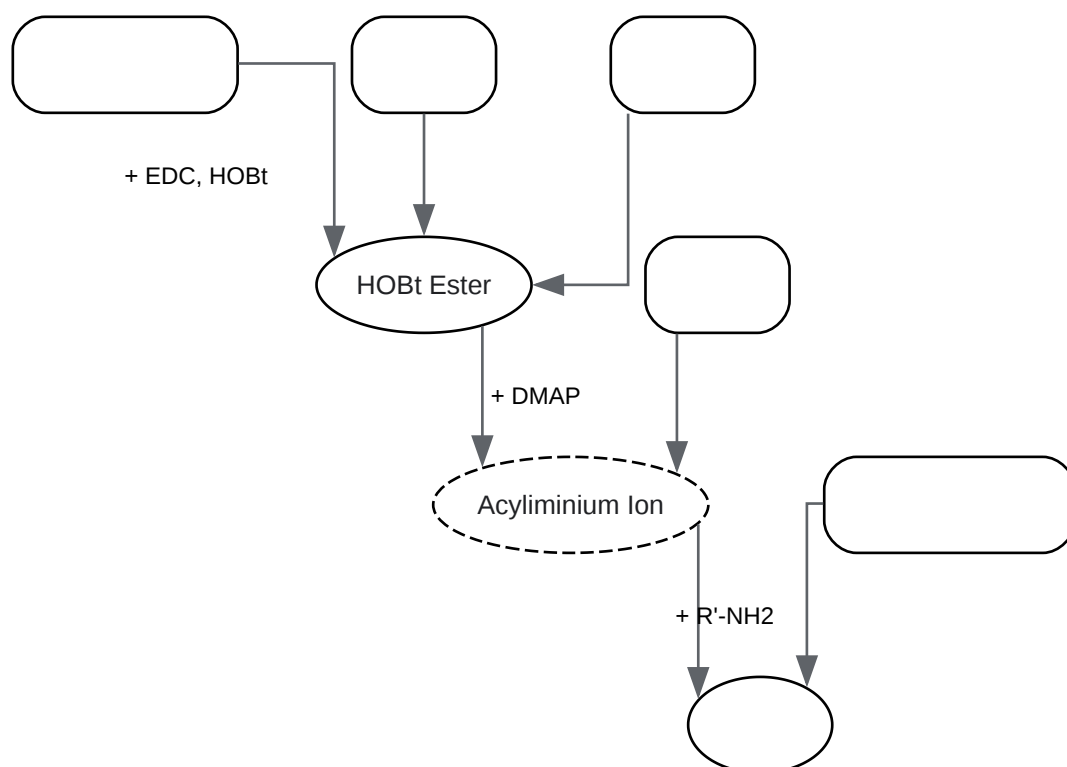 + EDC, HOBt
HOBt Ester
+ DMAP
Acyliminium Ion
+ R'-NH2